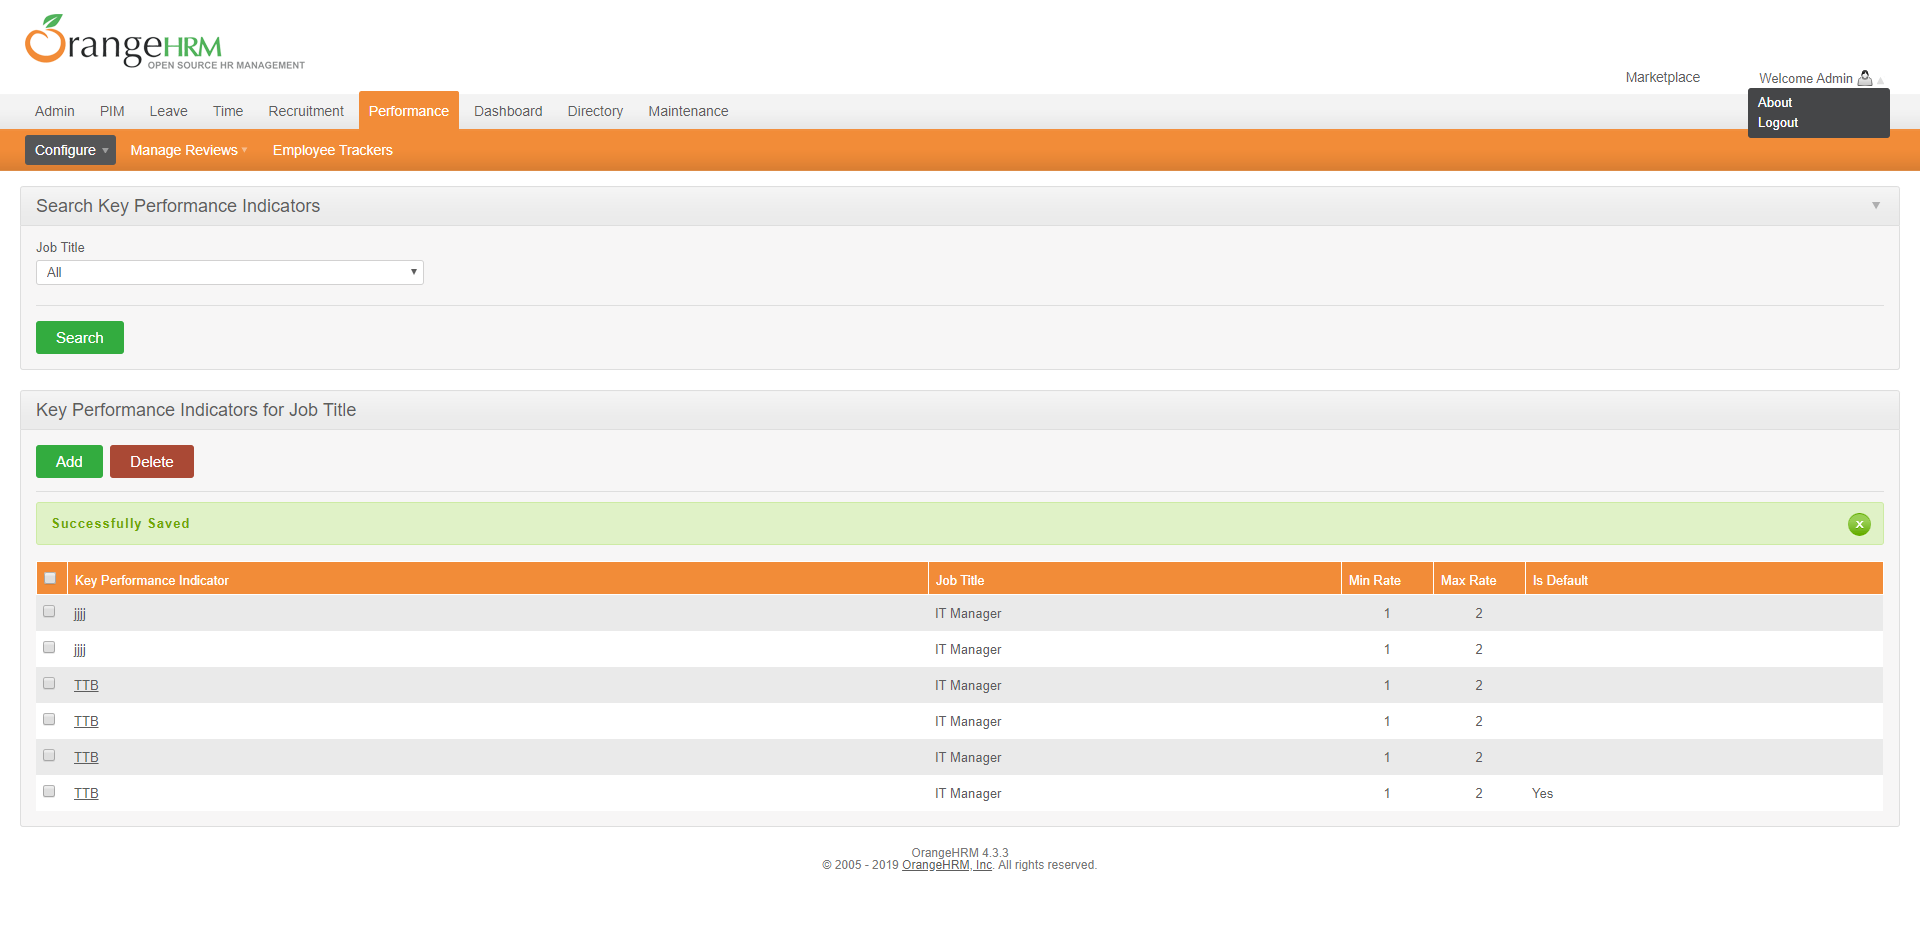 OrangeHRM
OPEN SOURCE HR MANAGEMENT
Marketplace
Welcome Admin
About
Logout
Admin PIM Leave Time Recruitment Performance Dashboard Directory Maintenance
Configure Manage Reviews Employee Trackers
Search Key Performance Indicators
Job Title
All
Search
Key Performance Indicators for Job Title
Add Delete
Successfully Saved
x
Key Performance Indicator Job Title Min Rate Max Rate Is Default
jjjj IT Manager 1 2
jjjj IT Manager 1 2
TTB IT Manager 1 2
TTB IT Manager 1 2
TTB IT Manager 1 2
TTB IT Manager 1 2 Yes
OrangeHRM 4.3.3
© 2005 - 2019 OrangeHRM, Inc. All rights reserved.